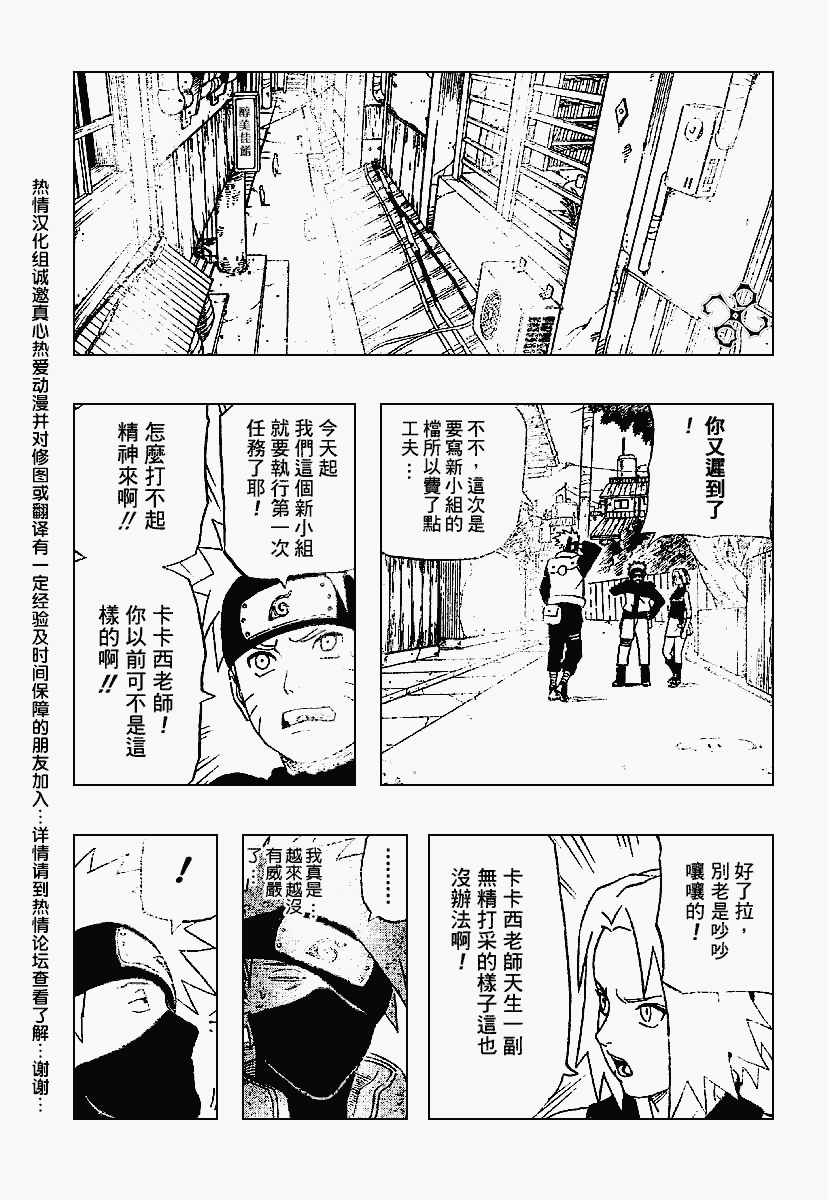 醇美佳餚
你又遲到了
！
不不，這次是
要寫新小組的
檔所以費了點
工夫…
今天起
我們這個新小組
就要執行第一次
任務了耶！
怎麼打不起
精神來啊!!
卡卡西老師！
你以前可不是這
樣的啊!!
好了拉，
別老是吵吵
嚷嚷的！
卡卡西老師天生一副
無精打采的樣子這也
沒辦法啊！
………
我真是…
越來越沒
有威嚴
了…
！
热情汉化组诚邀真心热爱动漫并对修图或翻译有一定经验及时间保障的朋友加入…详情请到热情论坛查看了解…谢谢…